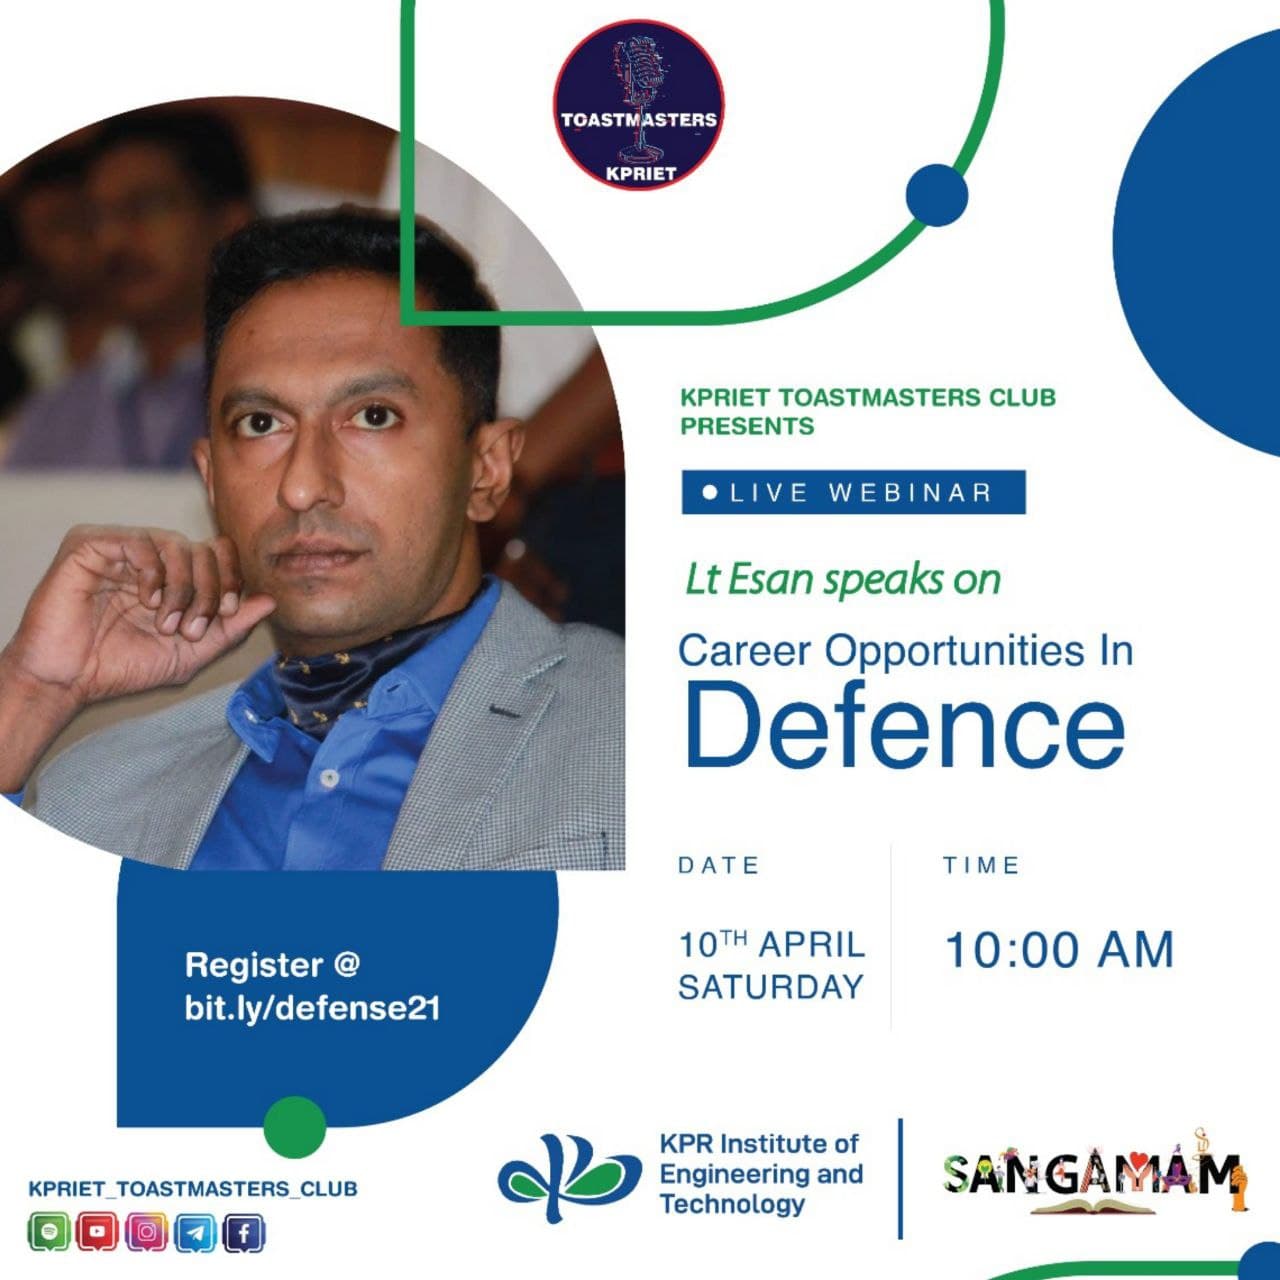 TOASTMASTERS
KPRIET
KPRIET TOASTMASTERS CLUB
PRESENTS
LIVE WEBINAR
Lt Esan speaks on
Career Opportunities In
Defence
DATE
10TH APRIL
SATURDAY
TIME
10:00 AM
Register @
bit.ly/defense21
KPRIET_TOASTMASTERS_CLUB
KPR Institute of
Engineering and
Technology
SANGAMAM